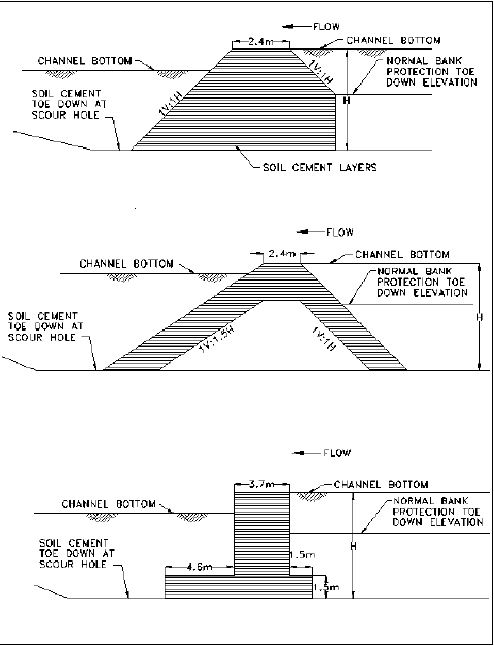 FLOW
2.4m
CHANNEL BOTTOM
CHANNEL BOTTOM
NORMAL BANK
PROTECTION TOE
DOWN ELEVATION
1V:1H
1V:1H
H
SOIL CEMENT
TOE DOWN AT
SCOUR HOLE
SOIL CEMENT LAYERS
FLOW
2.4m
CHANNEL BOTTOM
CHANNEL BOTTOM
NORMAL BANK
PROTECTION TOE
DOWN ELEVATION
SOIL CEMENT
TOE DOWN AT
SCOUR HOLE
1V:1.5H
1V:1H
H
FLOW
3.7m
CHANNEL BOTTOM
CHANNEL BOTTOM
NORMAL BANK
PROTECTION TOE
DOWN ELEVATION
SOIL CEMENT
TOE DOWN AT
SCOUR HOLE
H
4.6m
1.5m
1.5m